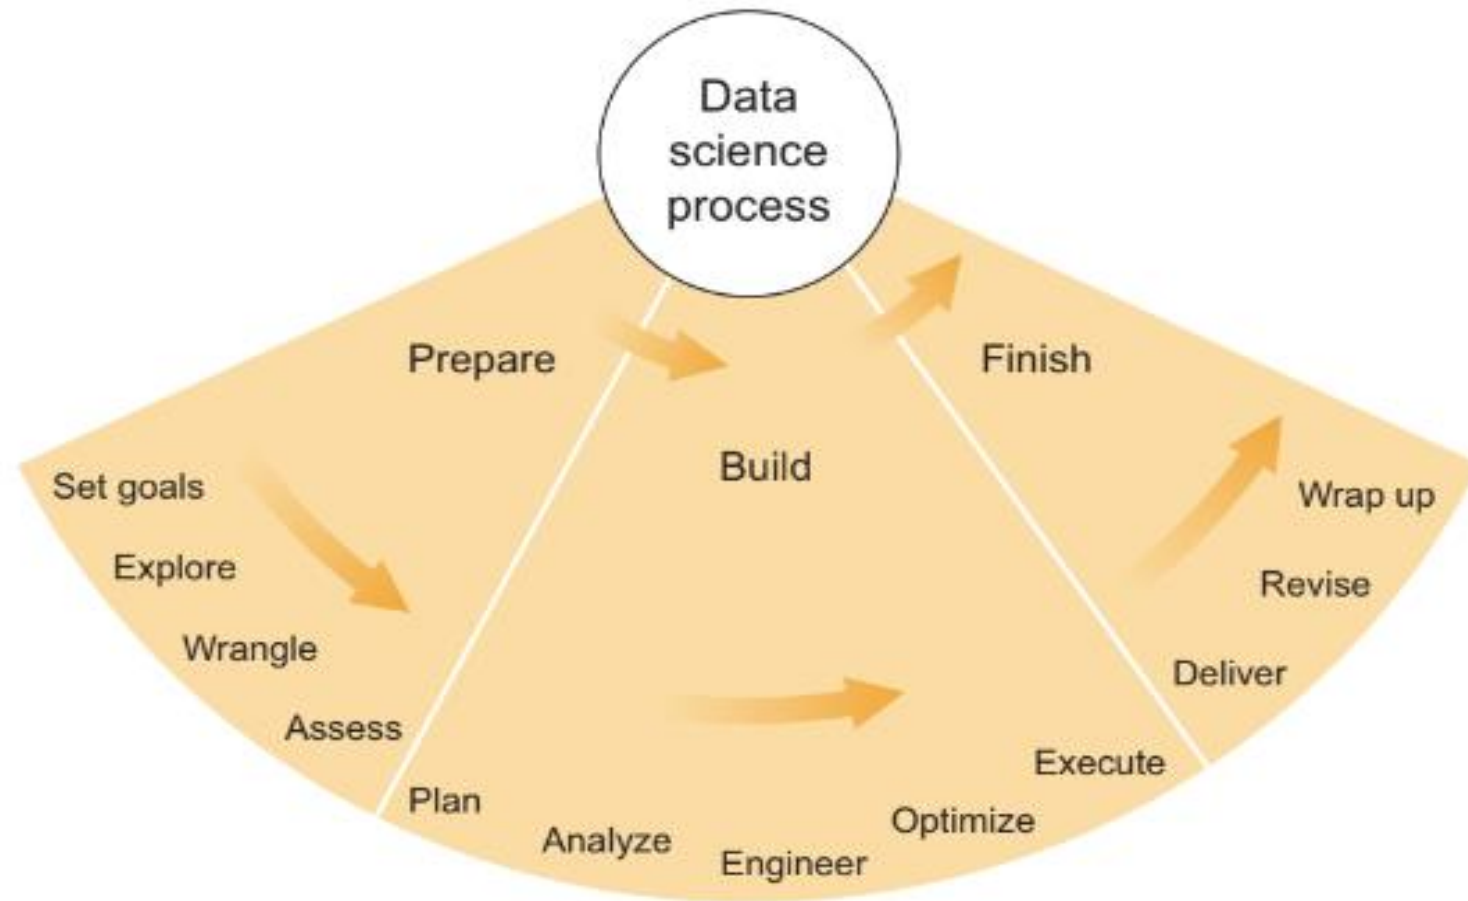 Data
science
process
Prepare
Build
Finish
Set goals
Explore
Wrangle
Assess
Plan
Analyze
Engineer
Optimize
Execute
Deliver
Revise
Wrap up